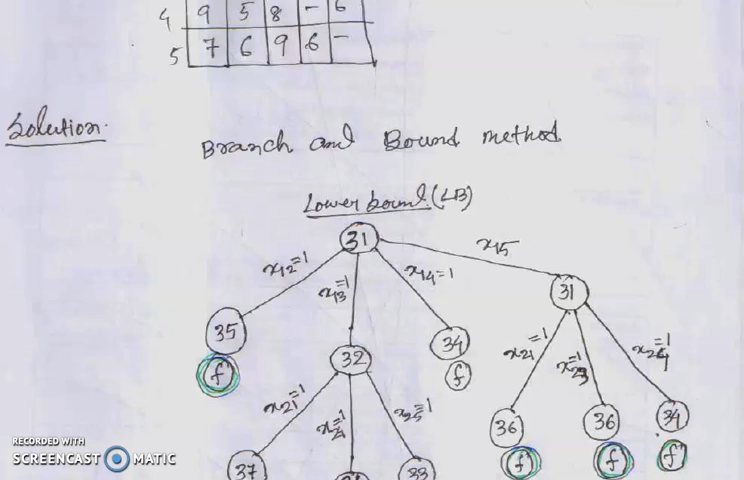 4 9 5 8 - 6
5 7 6 9 6 -
Solution.
Branch and Bound method
Lower bound. (LB)
31
x12=1 x13=1 x14=1 x15
35 32 34 31
f f
x21=1 x24=1 x25=1 x21=1 x23=1 x24=1
37 33 36 36 34
f f f
RECORDED WITH
SCREENCAST MATIC